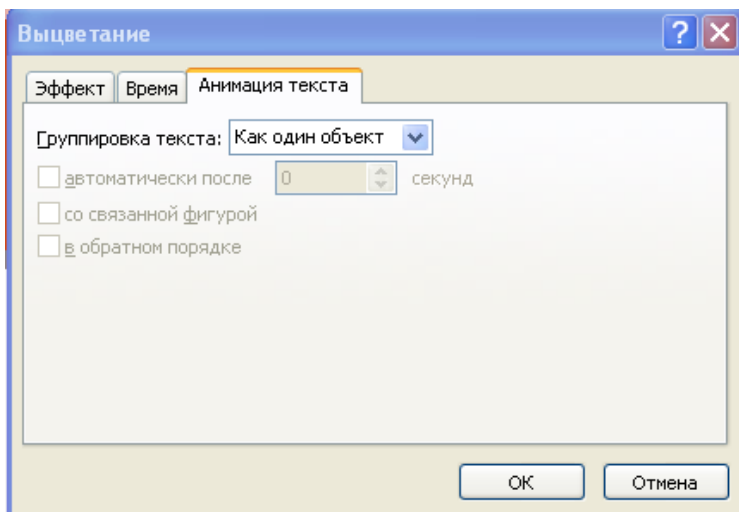 Выцветание
Эффект Время Анимация текста
Группировка текста: Как один объект
автоматически после 0 секунд
со связанной фигурой
в обратном порядке
ОК Отмена